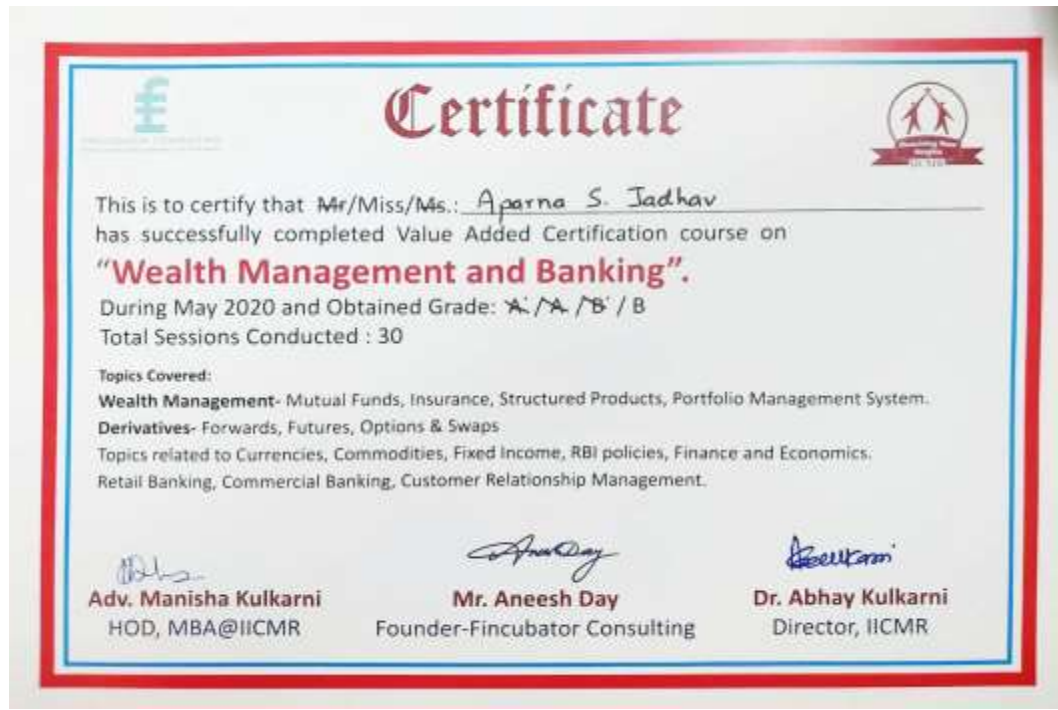 Certificate
This is to certify that Mr/Miss/Ms.: Aparna S. Jadhav
has successfully completed Value Added Certification course on
“Wealth Management and Banking”.
During May 2020 and Obtained Grade: A+/A /B+/ B
Total Sessions Conducted : 30
Topics Covered:
Wealth Management- Mutual Funds, Insurance, Structured Products, Portfolio Management System.
Derivatives- Forwards, Futures, Options & Swaps
Topics related to Currencies, Commodities, Fixed Income, RBI policies, Finance and Economics.
Retail Banking, Commercial Banking, Customer Relationship Management.
Adv. Manisha Kulkarni
HOD, MBA@IICMR
Mr. Aneesh Day
Founder-Fincubator Consulting
Dr. Abhay Kulkarni
Director, IICMR